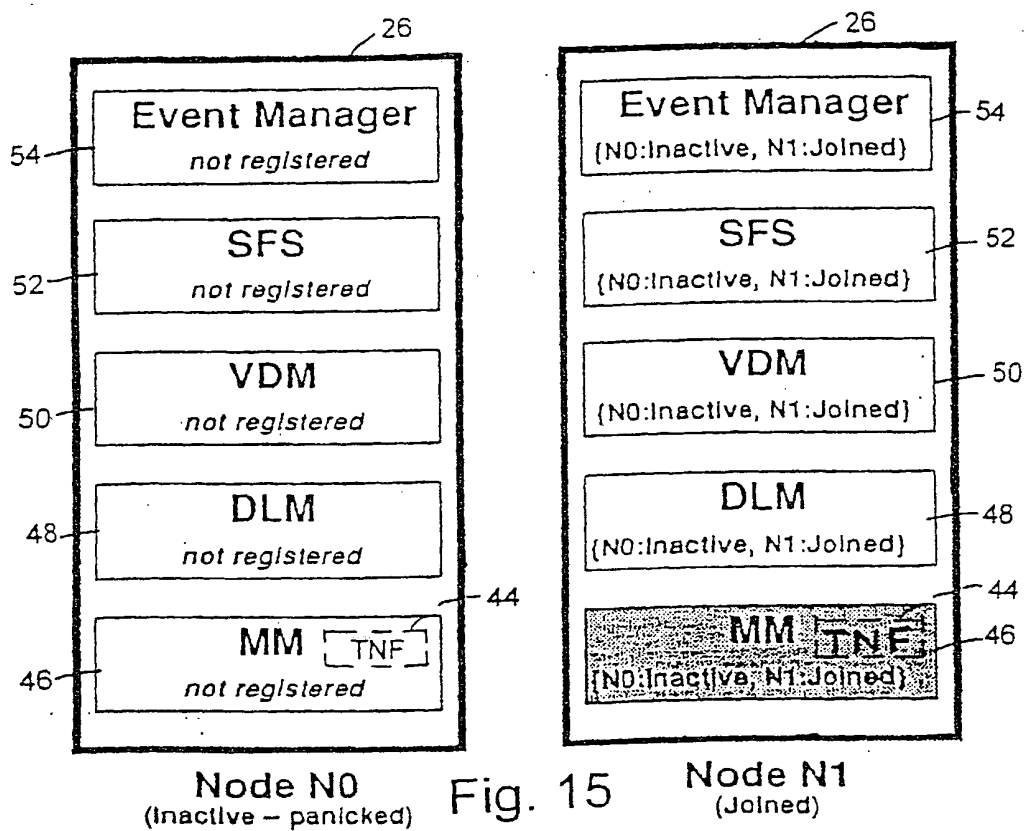 26
Event Manager
not registered
54
SFS
not registered
52
VDM
not registered
50
DLM
not registered
48
44
MM
TNF
not registered
46
Node N0
(Inactive – panicked)
26
Event Manager
{N0:Inactive, N1:Joined}
54
SFS
{N0:Inactive, N1:Joined}
52
VDM
{N0:Inactive, N1:Joined}
50
DLM
{N0:Inactive, N1:Joined}
48
44
MM
TNF
{N0:Inactive, N1:Joined}
46
Node N1
(Joined)
Fig. 15